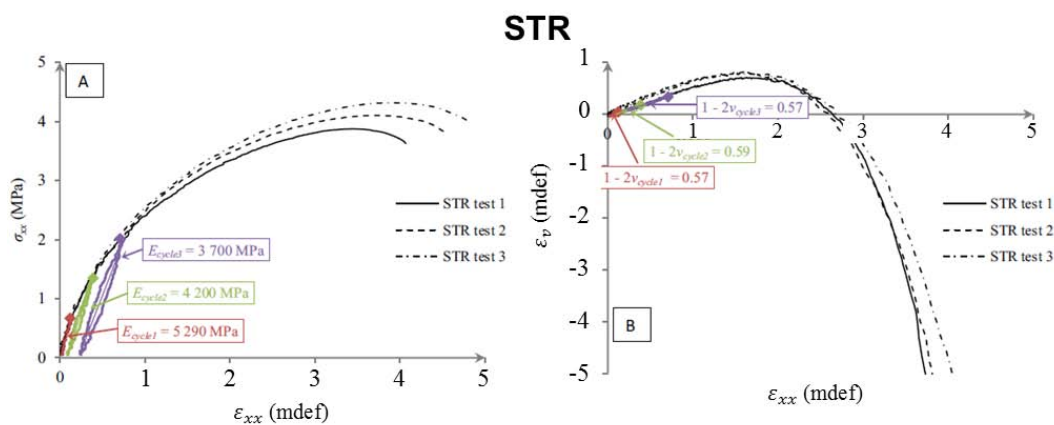 STR
A
5
4
3
2
1
0
σxx (MPa)
0
1
2
3
4
5
εxx (mdef)
STR test 1
STR test 2
STR test 3
Ecycle3 = 3 700 MPa
Ecycle2 = 4 200 MPa
Ecycle1 = 5 290 MPa
B
1
0
-1
-2
-3
-4
-5
εv (mdef)
0
1
2
3
4
5
εxx (mdef)
1 - 2νcycle3 = 0.57
1 - 2νcycle2 = 0.59
1 - 2νcycle1 = 0.57
STR test 1
STR test 2
STR test 3